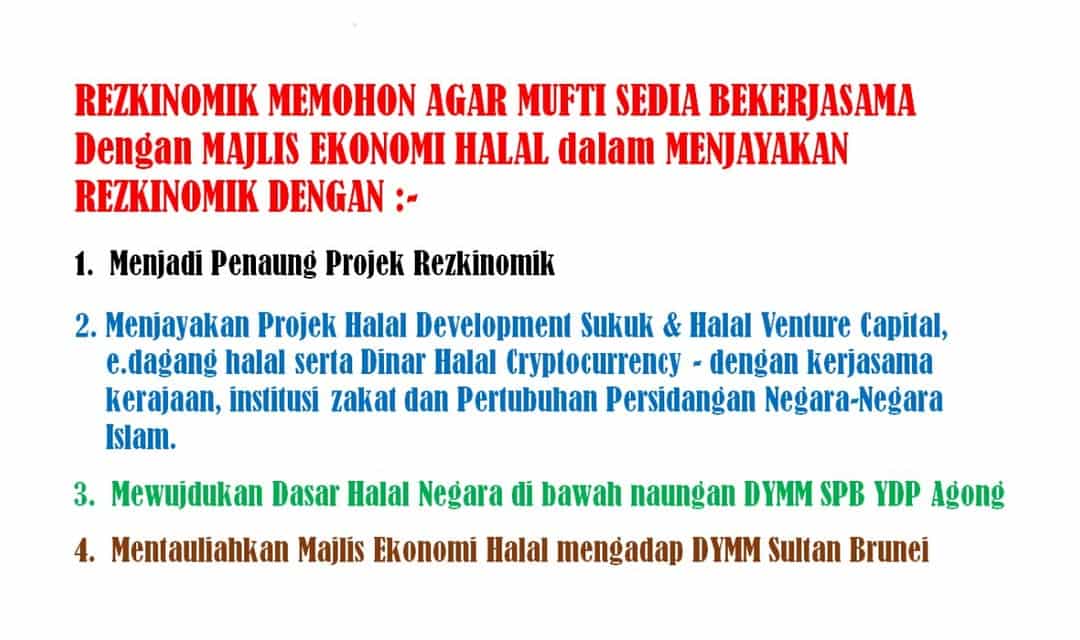 REZKINOMIK MEMOHON AGAR MUFTI SEDIA BEKERJASAMA
Dengan MAJLIS EKONOMI HALAL dalam MENJAYAKAN
REZKINOMIK DENGAN :-
1. Menjadi Penaung Projek Rezkinomik
2. Menjayakan Projek Halal Development Sukuk & Halal Venture Capital,
e.dagang halal serta Dinar Halal Cryptocurrency - dengan kerjasama
kerajaan, institusi zakat dan Pertubuhan Persidangan Negara-Negara
Islam.
3. Mewujdukan Dasar Halal Negara di bawah naungan DYMM SPB YDP Agong
4. Mentauliahkan Majlis Ekonomi Halal mengadap DYMM Sultan Brunei